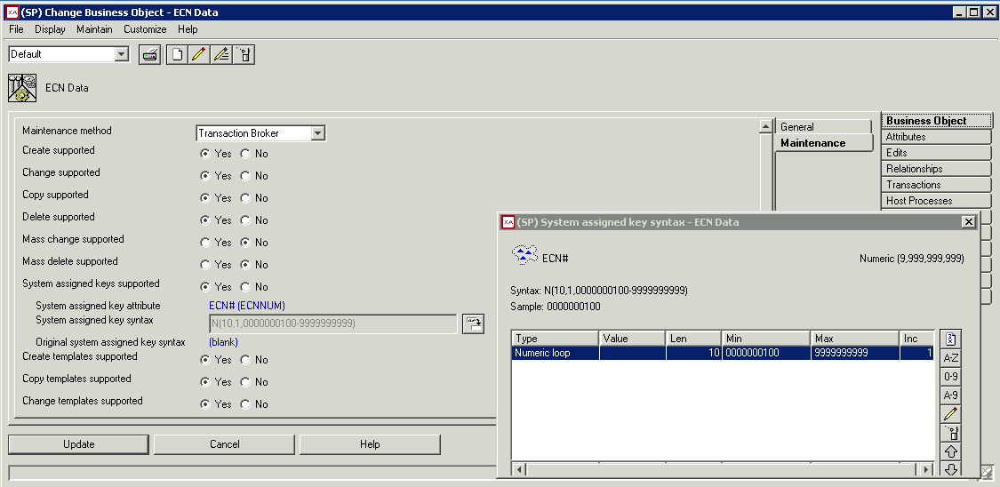 XA (SP) Change Business Object - ECN Data
File Display Maintain Customize Help
Default
ECN Data
Maintenance method Transaction Broker
Create supported Yes No
Change supported Yes No
Copy supported Yes No
Delete supported Yes No
Mass change supported Yes No
Mass delete supported Yes No
System assigned keys supported Yes No
System assigned key attribute ECN# (ECNNUM)
System assigned key syntax N(10,1,0000000100-9999999999)
Original system assigned key syntax (blank)
Create templates supported Yes No
Copy templates supported Yes No
Change templates supported Yes No
Update Cancel Help
General
Maintenance
Business Object
Attributes
Edits
Relationships
Transactions
Host Processes
XA (SP) System assigned key syntax - ECN Data
ECN# Numeric (9,999,999,999)
Syntax: N(10,1,0000000100-9999999999)
Sample: 0000000100
Type Value Len Min Max Inc
Numeric loop 10 0000000100 9999999999 1
A-Z
0-9
A-9